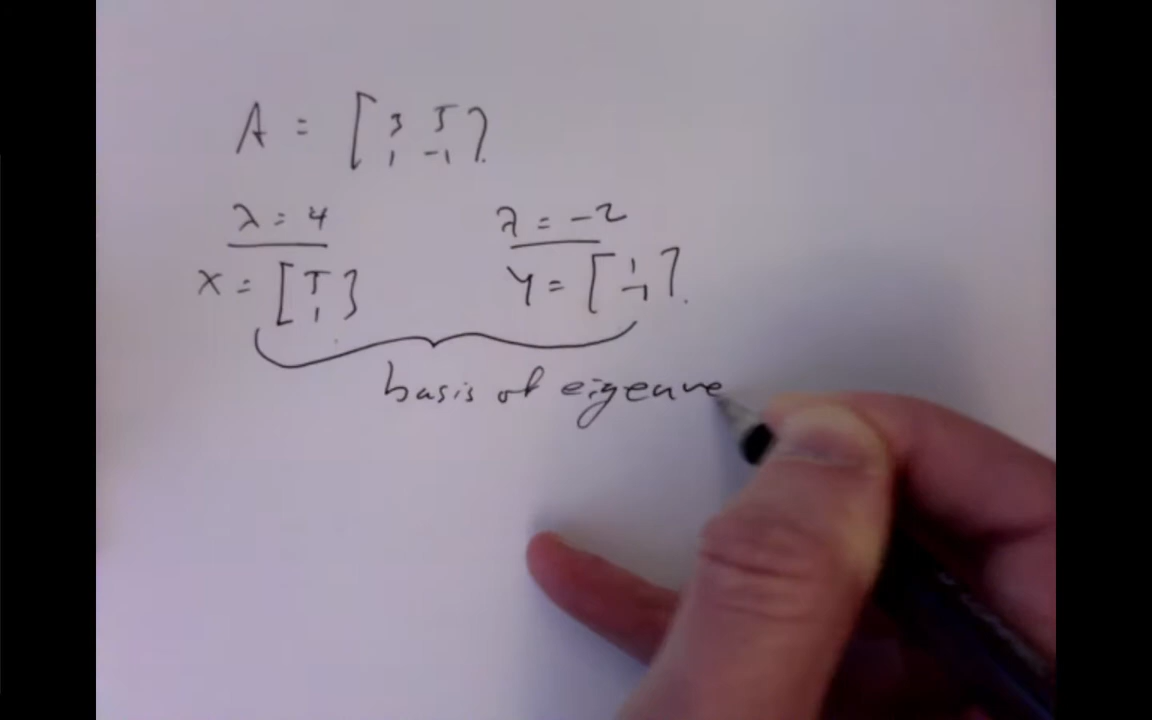 A = [3 5
1 -1].
λ = 4 λ = -2
x = [5
1] y = [1
-1].
basis of eigenve